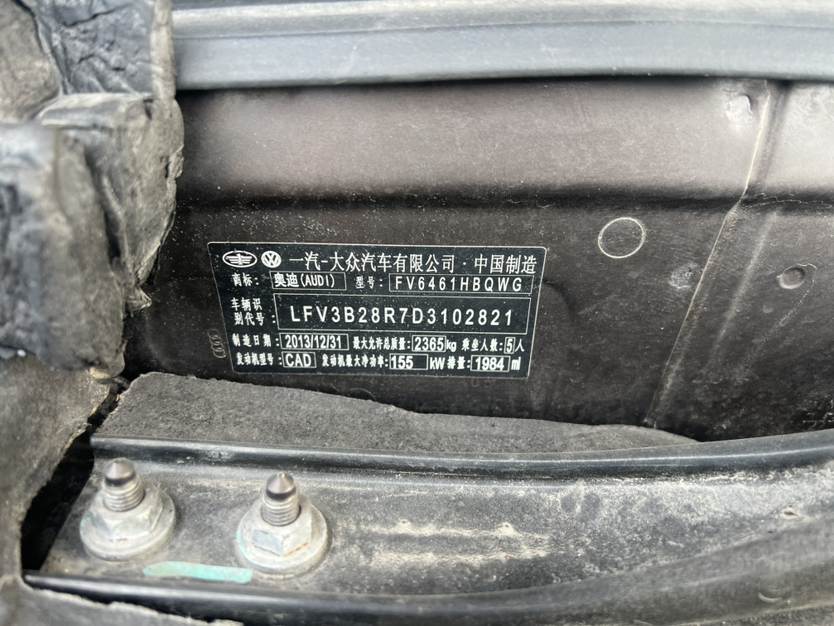 一汽-大众汽车有限公司·中国制造
商标: 奥迪(AUDI) 型号: FV6461HBQWG
车辆识别代号: LFV3B28R7D3102821
制造日期: 2013/12/31 最大允许总质量: 2365kg 乘坐人数: 5人
发动机型号: CAD 发动机最大净功率: 155 kW 排量: 1984 ml